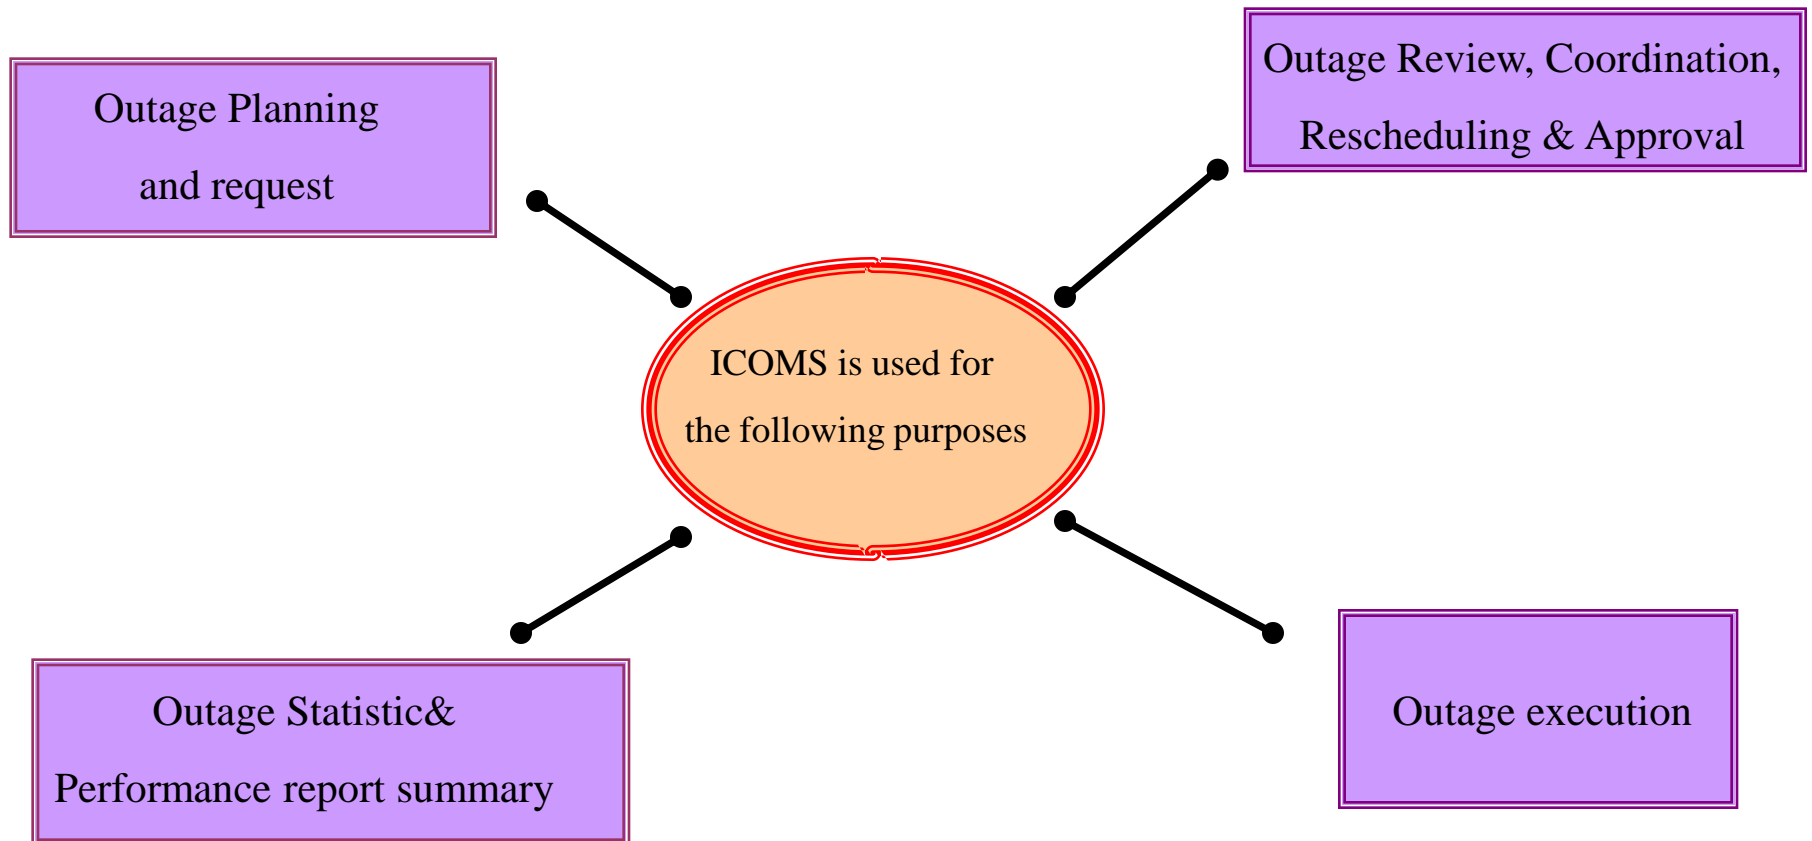 Outage Planning
and request
Outage Review, Coordination,
Rescheduling & Approval
ICOMS is used for
the following purposes
Outage Statistic&
Performance report summary
Outage execution